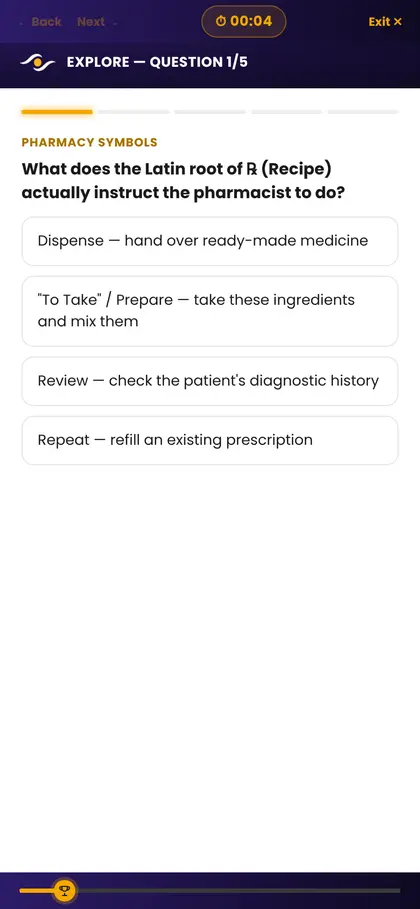 ← Back Next →
⏱ 00:04
Exit ✕
EXPLORE — QUESTION 1/5
PHARMACY SYMBOLS
What does the Latin root of ℞ (Recipe)
actually instruct the pharmacist to do?
Dispense — hand over ready-made medicine
"To Take" / Prepare — take these ingredients
and mix them
Review — check the patient's diagnostic history
Repeat — refill an existing prescription